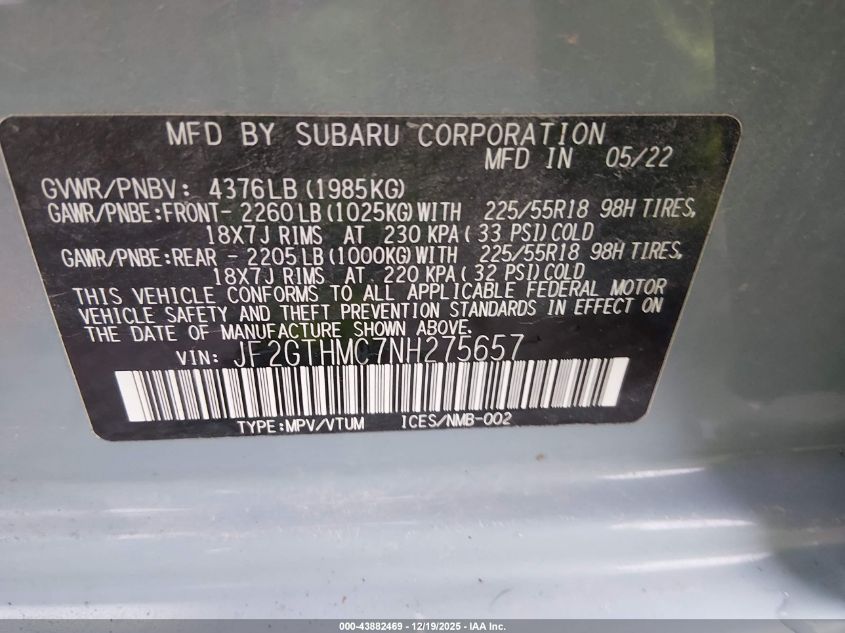 MFD BY SUBARU CORPORATION
MFD IN 05/22
GVWR/PNBV: 4376LB(1985KG)
GAWR/PNBE:FRONT- 2260LB(1025KG)WITH 225/55R18 98H TIRES,
18X7J RIMS AT 230 KPA( 33 PSI)COLD
GAWR/PNBE:REAR - 2205LB(1000KG)WITH 225/55R18 98H TIRES,
18X7J RIMS AT 220 KPA( 32 PSI)COLD
THIS VEHICLE CONFORMS TO ALL APPLICABLE FEDERAL MOTOR
VEHICLE SAFETY AND THEFT PREVENTION STANDARDS IN EFFECT ON
THE DATE OF MANUFACTURE SHOWN ABOVE.
VIN: JF2GTHMC7NH275657
TYPE:MPV/VTUM ICES/NMB-002
000-43882469 - 12/19/2025 - IAA Inc.